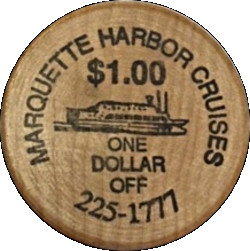 MARQUETTE HARBOR CRUISES
$1.00
ONE
DOLLAR
OFF
225-1777